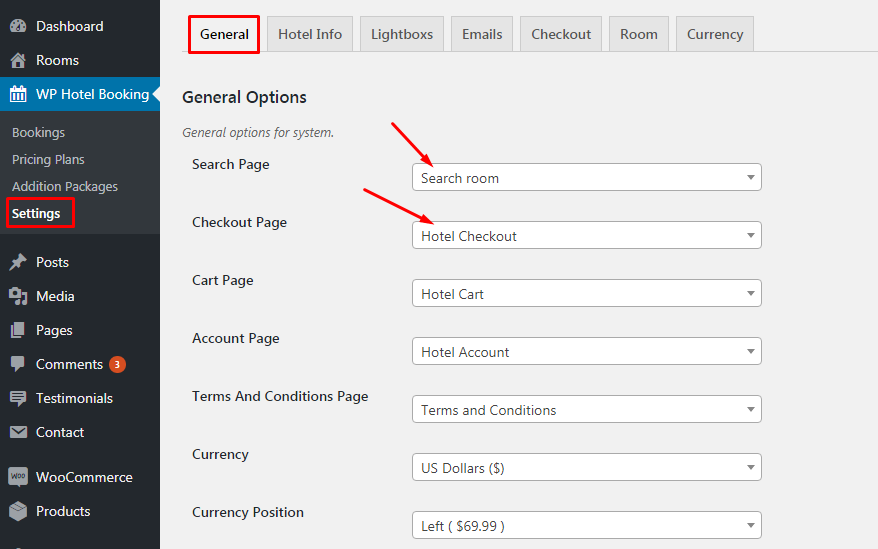 Dashboard
Rooms
WP Hotel Booking
Bookings
Pricing Plans
Addition Packages
Settings
Posts
Media
Pages
Comments 3
Testimonials
Contact
WOO WooCommerce
Products
General Hotel Info Lightboxs Emails Checkout Room Currency
General Options
General options for system.
Search Page
Search room
Checkout Page
Hotel Checkout
Cart Page
Hotel Cart
Account Page
Hotel Account
Terms And Conditions Page
Terms and Conditions
Currency
US Dollars ($)
Currency Position
Left ( $69.99 )